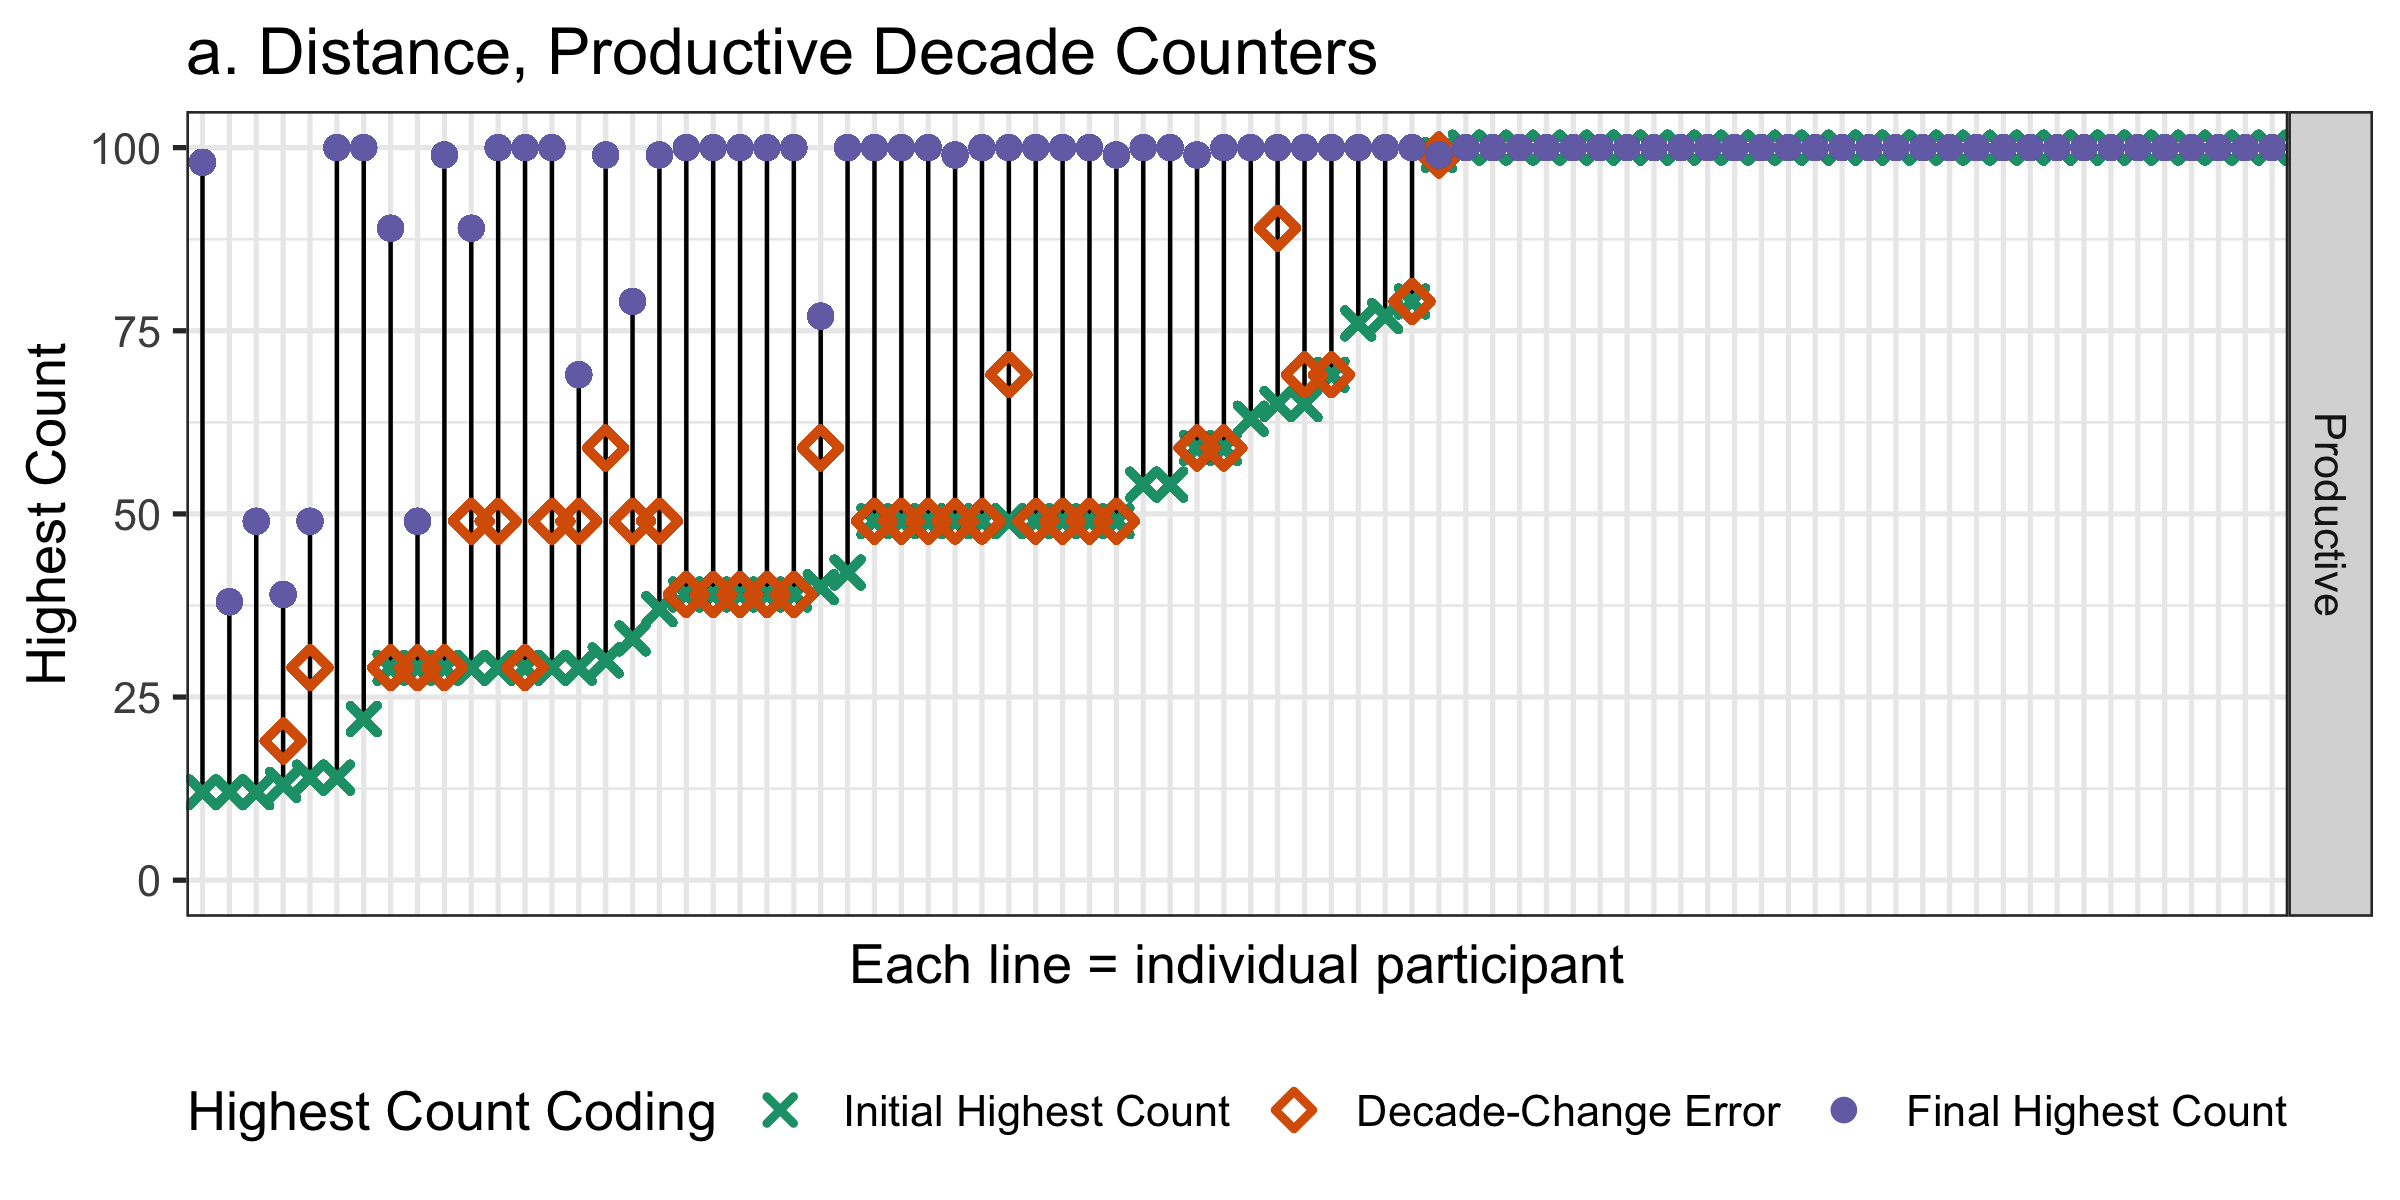 a. Distance, Productive Decade Counters
Highest Count
100
75
50
25
0
Productive
Each line = individual participant
Highest Count Coding
Initial Highest Count
Decade-Change Error
Final Highest Count